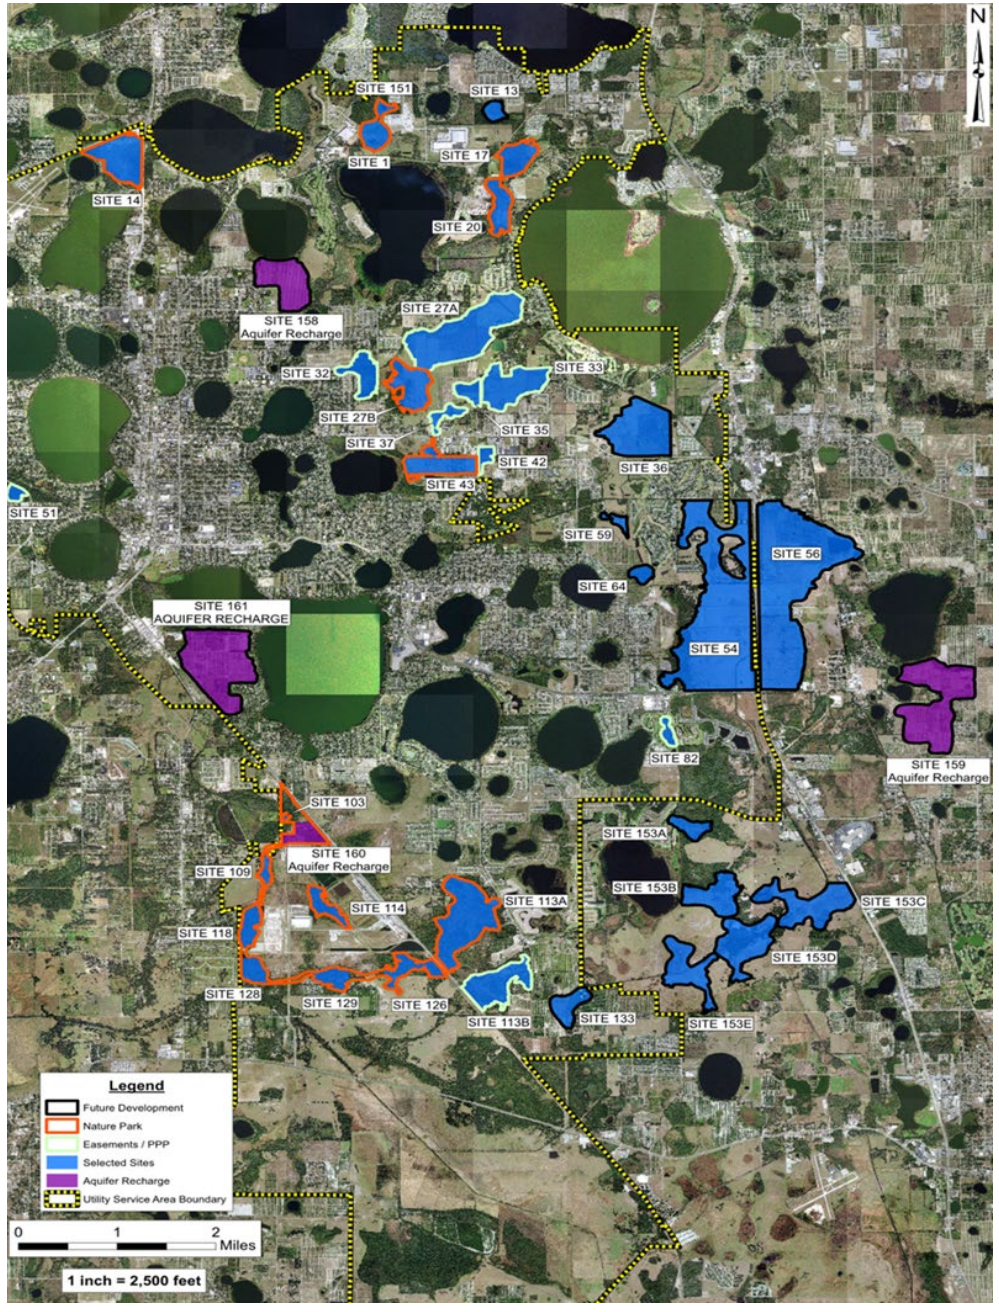 N
SITE 151
SITE 13
SITE 1
SITE 17
SITE 14
SITE 20
SITE 158
Aquifer Recharge
SITE 27A
SITE 32
SITE 33
SITE 27B
SITE 37
SITE 35
SITE 42
SITE 36
SITE 43
SITE 51
SITE 59
SITE 56
SITE 64
SITE 161
AQUIFER RECHARGE
SITE 54
SITE 82
SITE 159
Aquifer Recharge
SITE 103
SITE 153A
SITE 160
Aquifer Recharge
SITE 109
SITE 153B
SITE 113A
SITE 153C
SITE 114
SITE 118
SITE 153D
SITE 128
SITE 129
SITE 126
SITE 113B
SITE 133
SITE 153E
Legend
Future Development
Nature Park
Easements / PPP
Selected Sites
Aquifer Recharge
Utility Service Area Boundary
0 1 2
Miles
1 inch = 2,500 feet